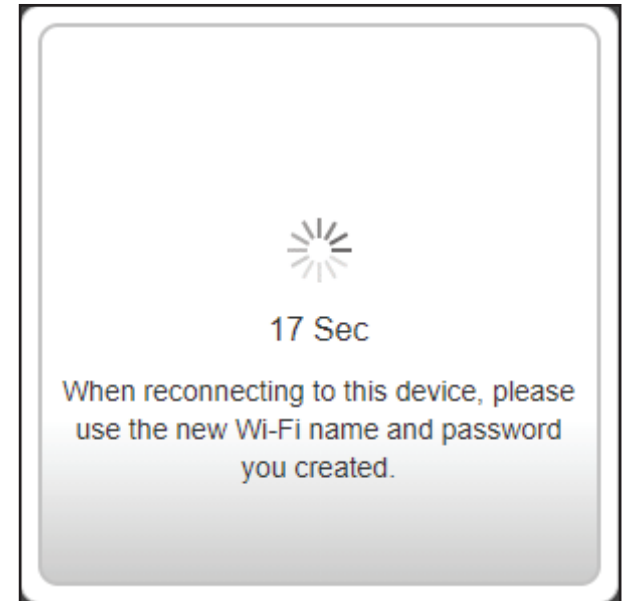 17 Sec
When reconnecting to this device, please
use the new Wi-Fi name and password
you created.